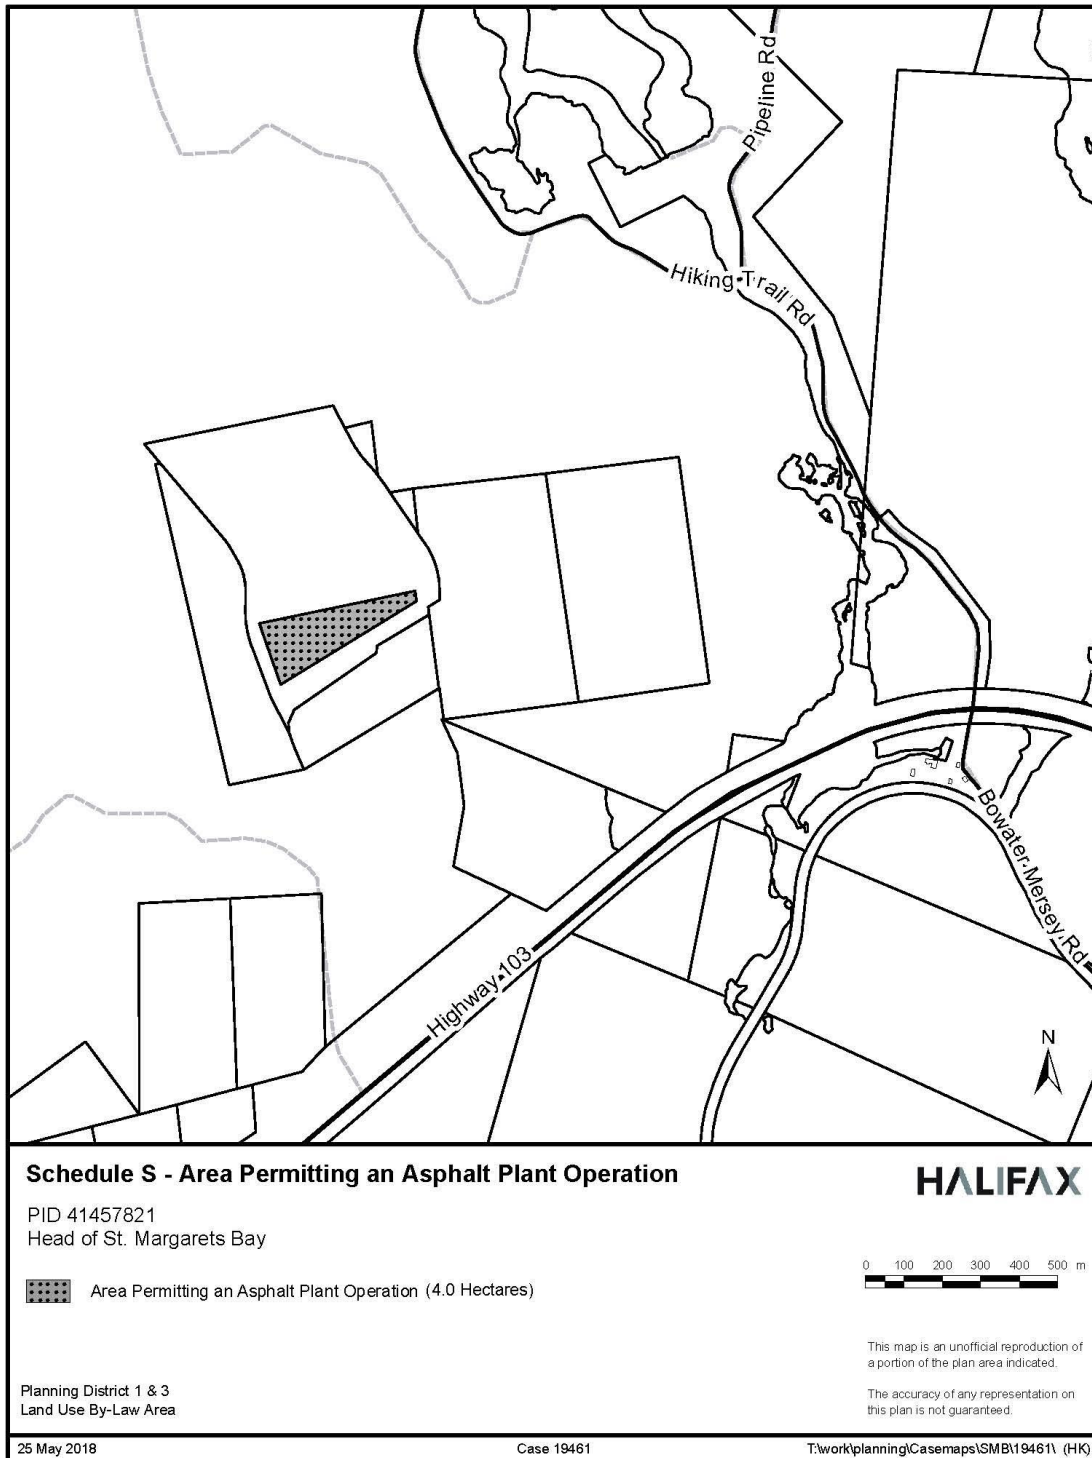 Pipeline Rd
Hiking Trail Rd
Bowater Mersey Rd
Highway 103
N
Schedule S - Area Permitting an Asphalt Plant Operation
HALIFAX
PID 41457821
Head of St. Margarets Bay
0 100 200 300 400 500 m
Area Permitting an Asphalt Plant Operation (4.0 Hectares)
This map is an unofficial reproduction of
a portion of the plan area indicated.
The accuracy of any representation on
this plan is not guaranteed.
Planning District 1 & 3
Land Use By-Law Area
25 May 2018
Case 19461
T:\work\planning\Casemaps\SMB\19461\ (HK)